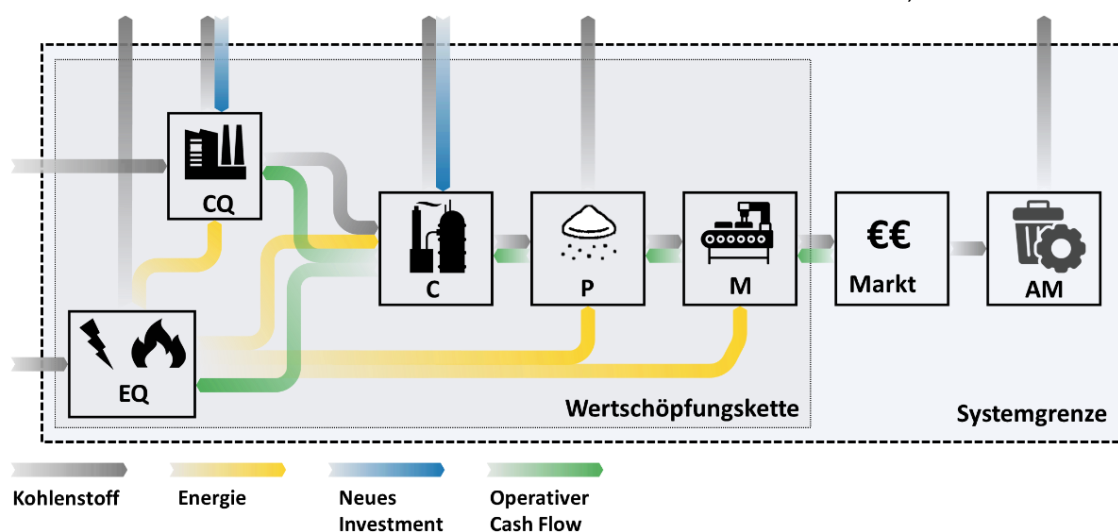 CQ
€€
C
P
M
Markt
AM
EQ
Wertschöpfungskette
Systemgrenze
Kohlenstoff
Energie
Neues
Investment
Operativer
Cash Flow